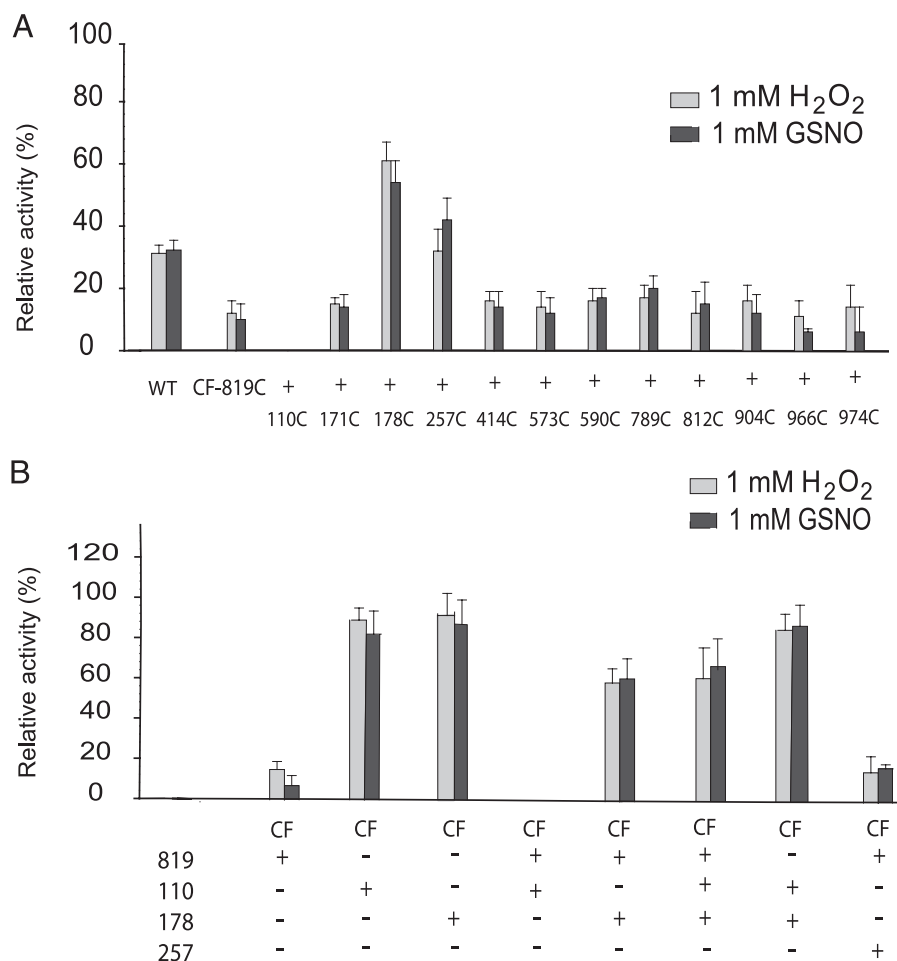 A
100
80
60
40
20
0
Relative activity (%)
1 mM H₂O₂
1 mM GSNO
WT CF-819C + + + + + + + + + + + +
110C 171C 178C 257C 414C 573C 590C 789C 812C 904C 966C 974C
B
1 mM H₂O₂
1 mM GSNO
120
100
80
60
40
20
0
Relative activity (%)
CF CF CF CF CF CF CF CF
819 + - - + + + - +
110 - + - + - + + -
178 - - + - + + + -
257 - - - - - - - +